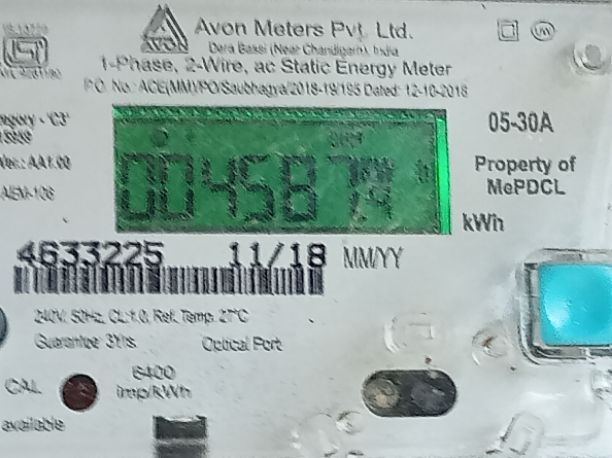 AVON
Avon Meters Pvt. Ltd.
Dera Bassi (Near Chandigarh), India
1-Phase, 2-Wire, ac Static Energy Meter
P.O. No.: ACE(MM)/PO/Saubhagya/2018-19/195 Dated: 12-10-2018
05-30A
Property of
MePDCL
004587
kWh
4633225 11/18 MM/YY
240V, 50Hz, CL:1.0, Ref. Temp. 27°C
Guarantee 3Yrs. Optical Port
CAL 6400
imp/kWh
available